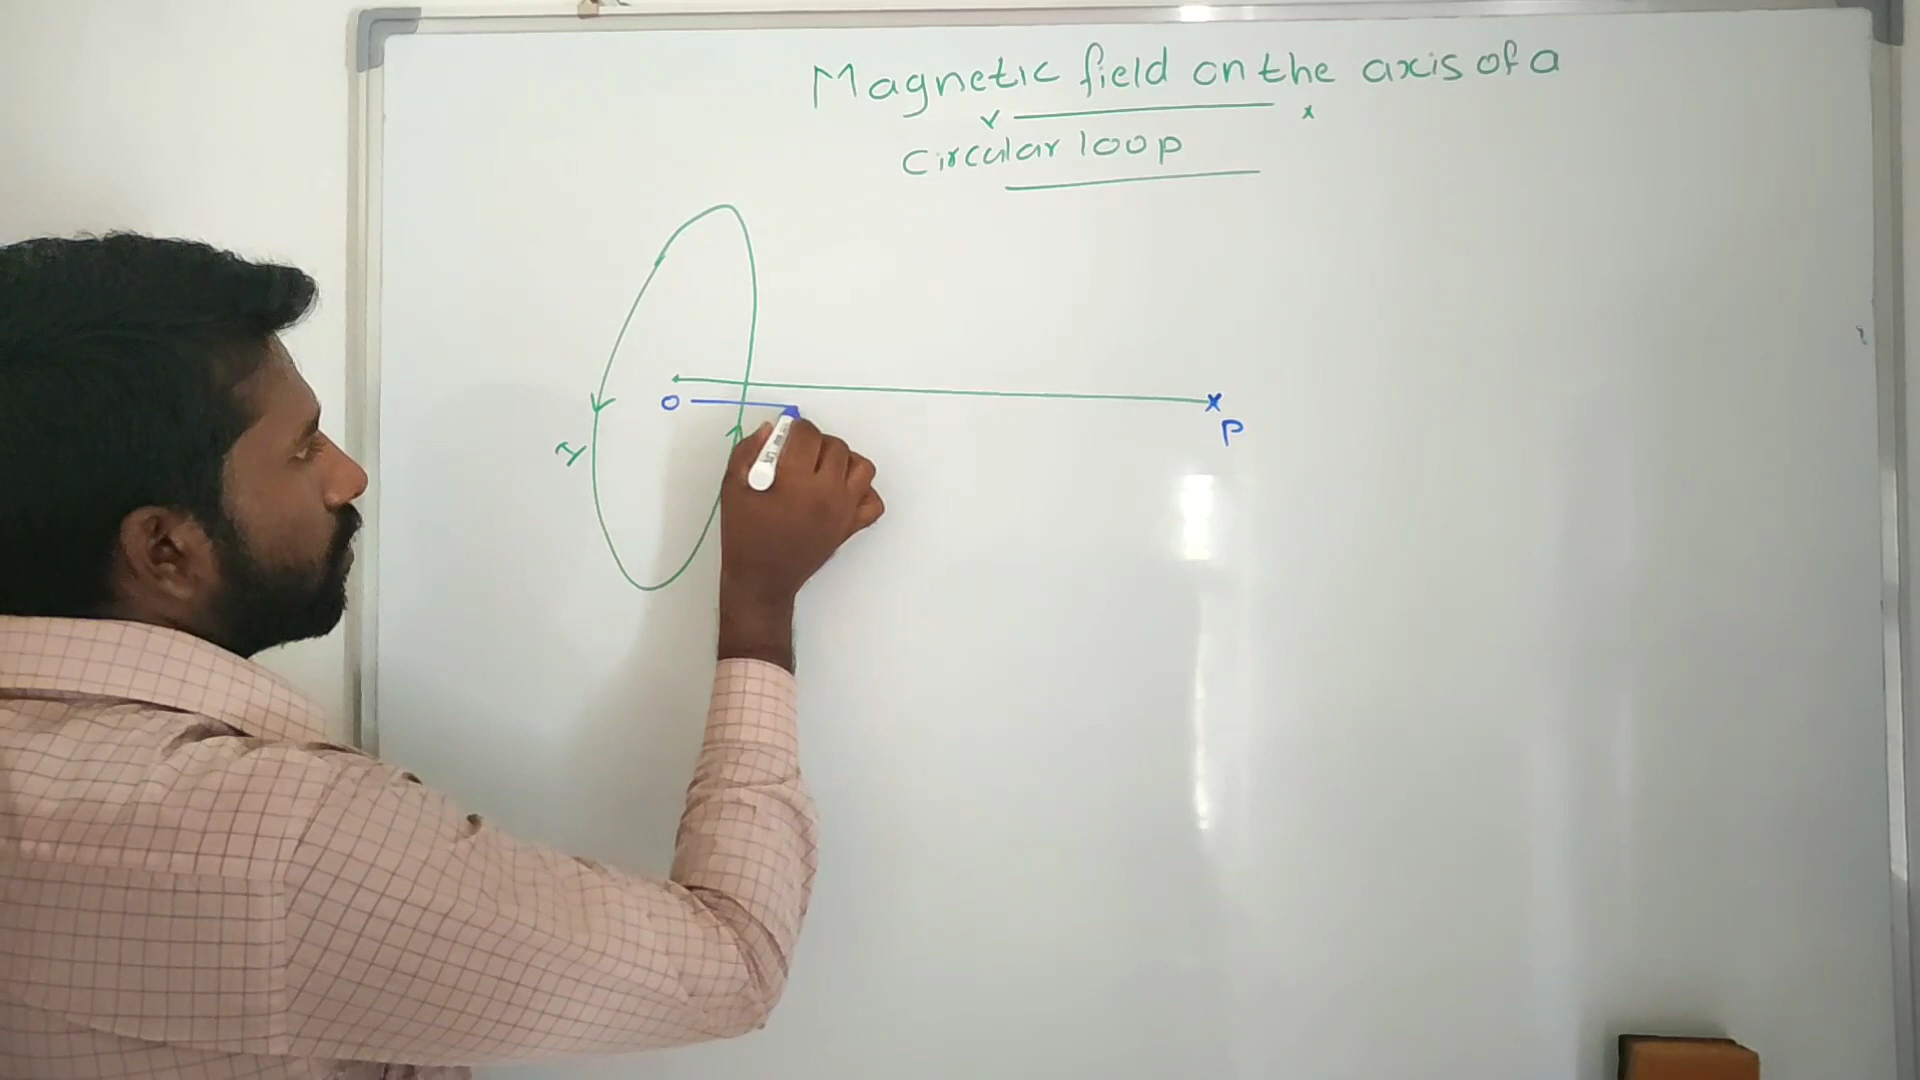 Magnetic field on the axis of a
circular loop
O
P